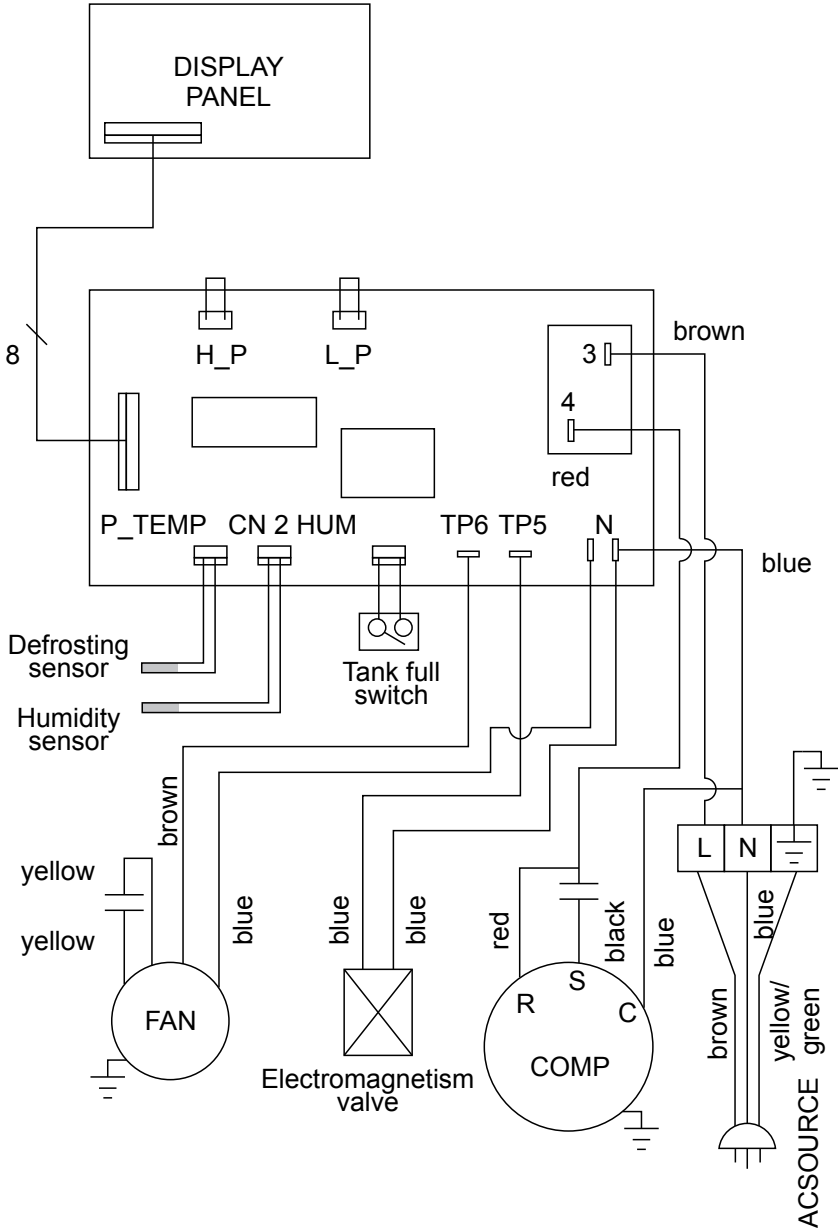 DISPLAY
PANEL
8
H_P
L_P
3
brown
4
red
P_TEMP
CN 2 HUM
TP6
TP5
N
blue
Defrosting
sensor
Humidity
sensor
Tank full
switch
brown
yellow
yellow
blue
blue
blue
red
black
blue
L
N
blue
FAN
R
S
C
COMP
brown
yellow/
green
Electromagnetism
valve
ACSOURCE